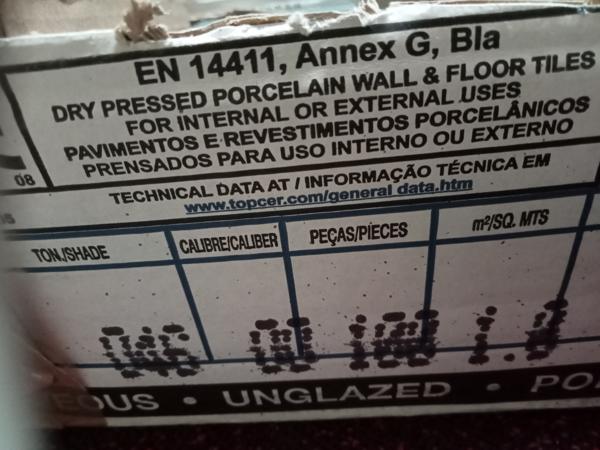 EN 14411, Annex G, Bla
DRY PRESSED PORCELAIN WALL & FLOOR TILES
FOR INTERNAL OR EXTERNAL USES
PAVIMENTOS E REVESTIMENTOS PORCELÂNICOS
PRENSADOS PARA USO INTERNO OU EXTERNO
08
TECHNICAL DATA AT / INFORMAÇÃO TÉCNICA EM
www.topcer.com/general data.htm
TON./SHADE CALIBRE/CALIBER PEÇAS/PIECES m²/SQ. MTS
EOUS • UNGLAZED • PO